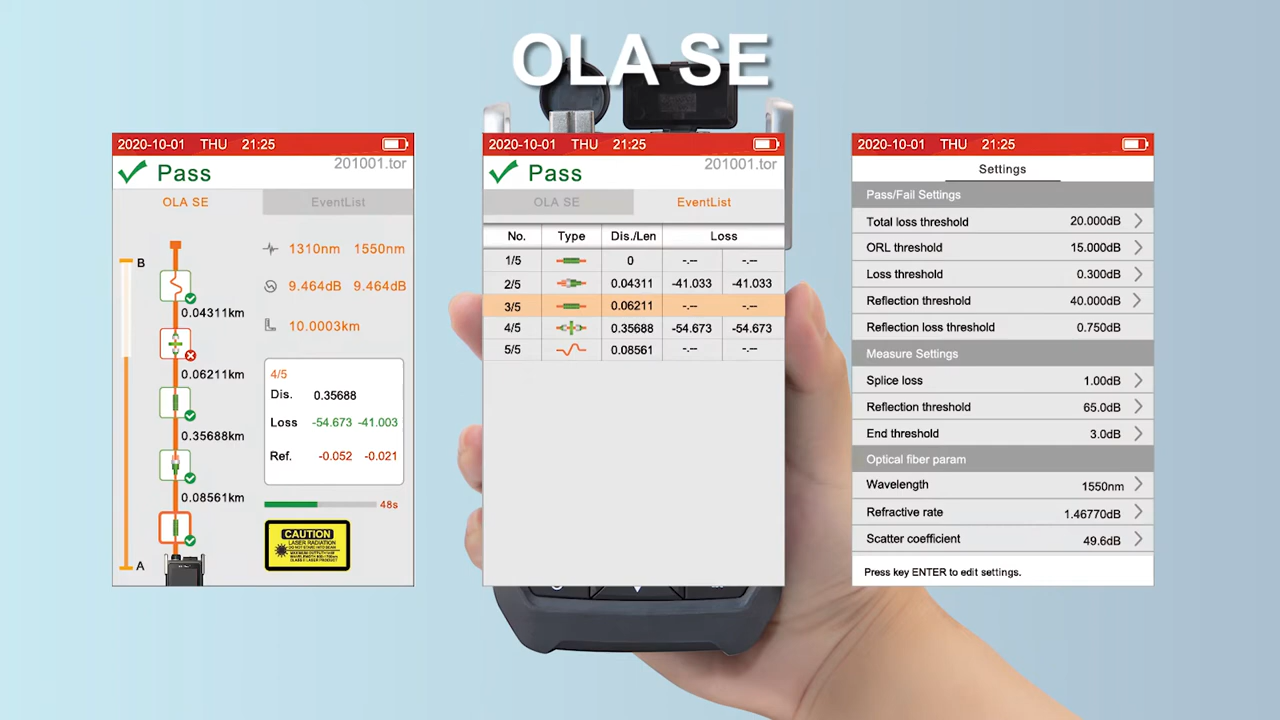 OLA SE
2020-10-01 THU 21:25
Pass
201001.tor
OLA SE EventList
B
1310nm 1550nm
9.464dB 9.464dB
0.04311km
10.0003km
0.06211km
4/5
Dis. 0.35688
Loss -54.673 -41.003
0.35688km
Ref. -0.052 -0.021
0.08561km
48s
CAUTION
LASER RADIATION
DO NOT STARE INTO BEAM
A
2020-10-01 THU 21:25
Pass
201001.tor
OLA SE EventList
No. Type Dis./Len Loss
1/5 0 -.-- -.--
2/5 0.04311 -41.033 -41.033
3/5 0.06211 -.-- -.--
4/5 0.35688 -54.673 -54.673
5/5 0.08561 -.-- -.--
2020-10-01 THU 21:25
Settings
Pass/Fail Settings
Total loss threshold 20.000dB
ORL threshold 15.000dB
Loss threshold 0.300dB
Reflection threshold 40.000dB
Reflection loss threshold 0.750dB
Measure Settings
Splice loss 1.00dB
Reflection threshold 65.0dB
End threshold 3.0dB
Optical fiber param
Wavelength 1550nm
Refractive rate 1.46770dB
Scatter coefficient 49.6dB
Press key ENTER to edit settings.